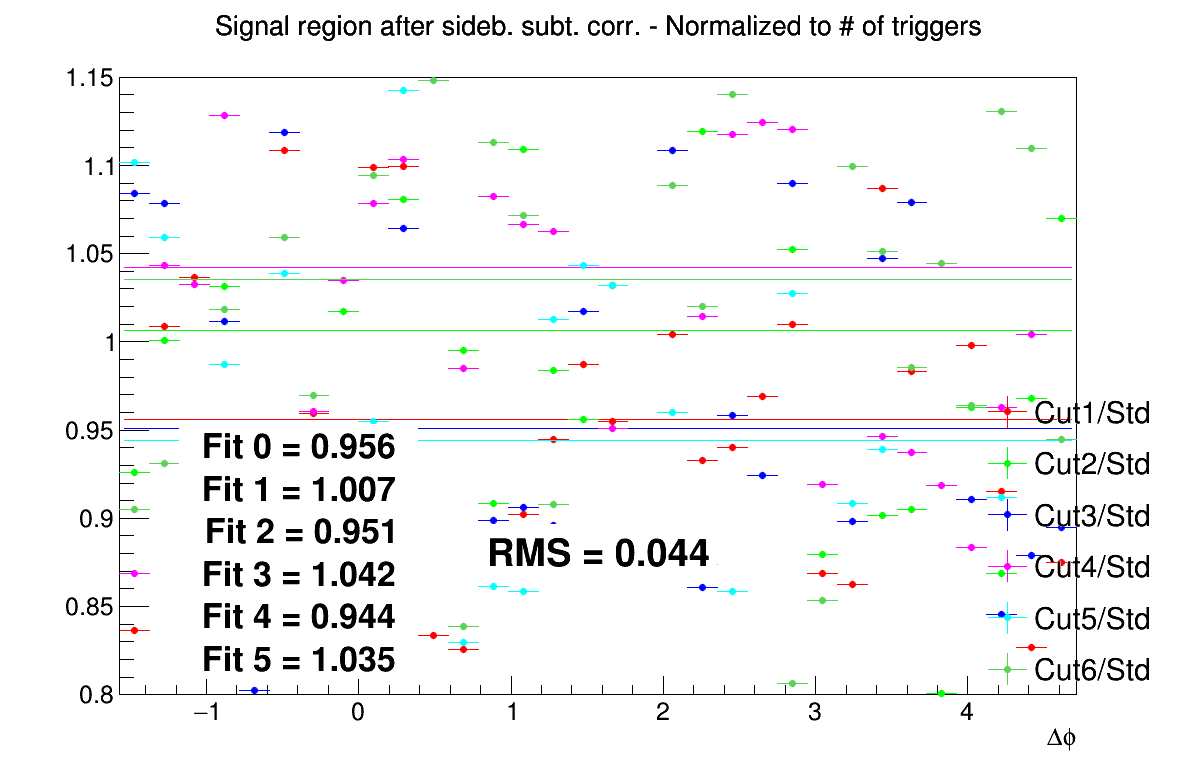 Signal region after sideb. subt. corr. - Normalized to # of triggers
1.15
1.1
1.05
1
0.95
0.9
0.85
0.8
Fit 0 = 0.956
Fit 1 = 1.007
Fit 2 = 0.951
Fit 3 = 1.042
Fit 4 = 0.944
Fit 5 = 1.035
RMS = 0.044
Cut1/Std
Cut2/Std
Cut3/Std
Cut4/Std
Cut5/Std
Cut6/Std
−1 0 1 2 3 4
Δϕ